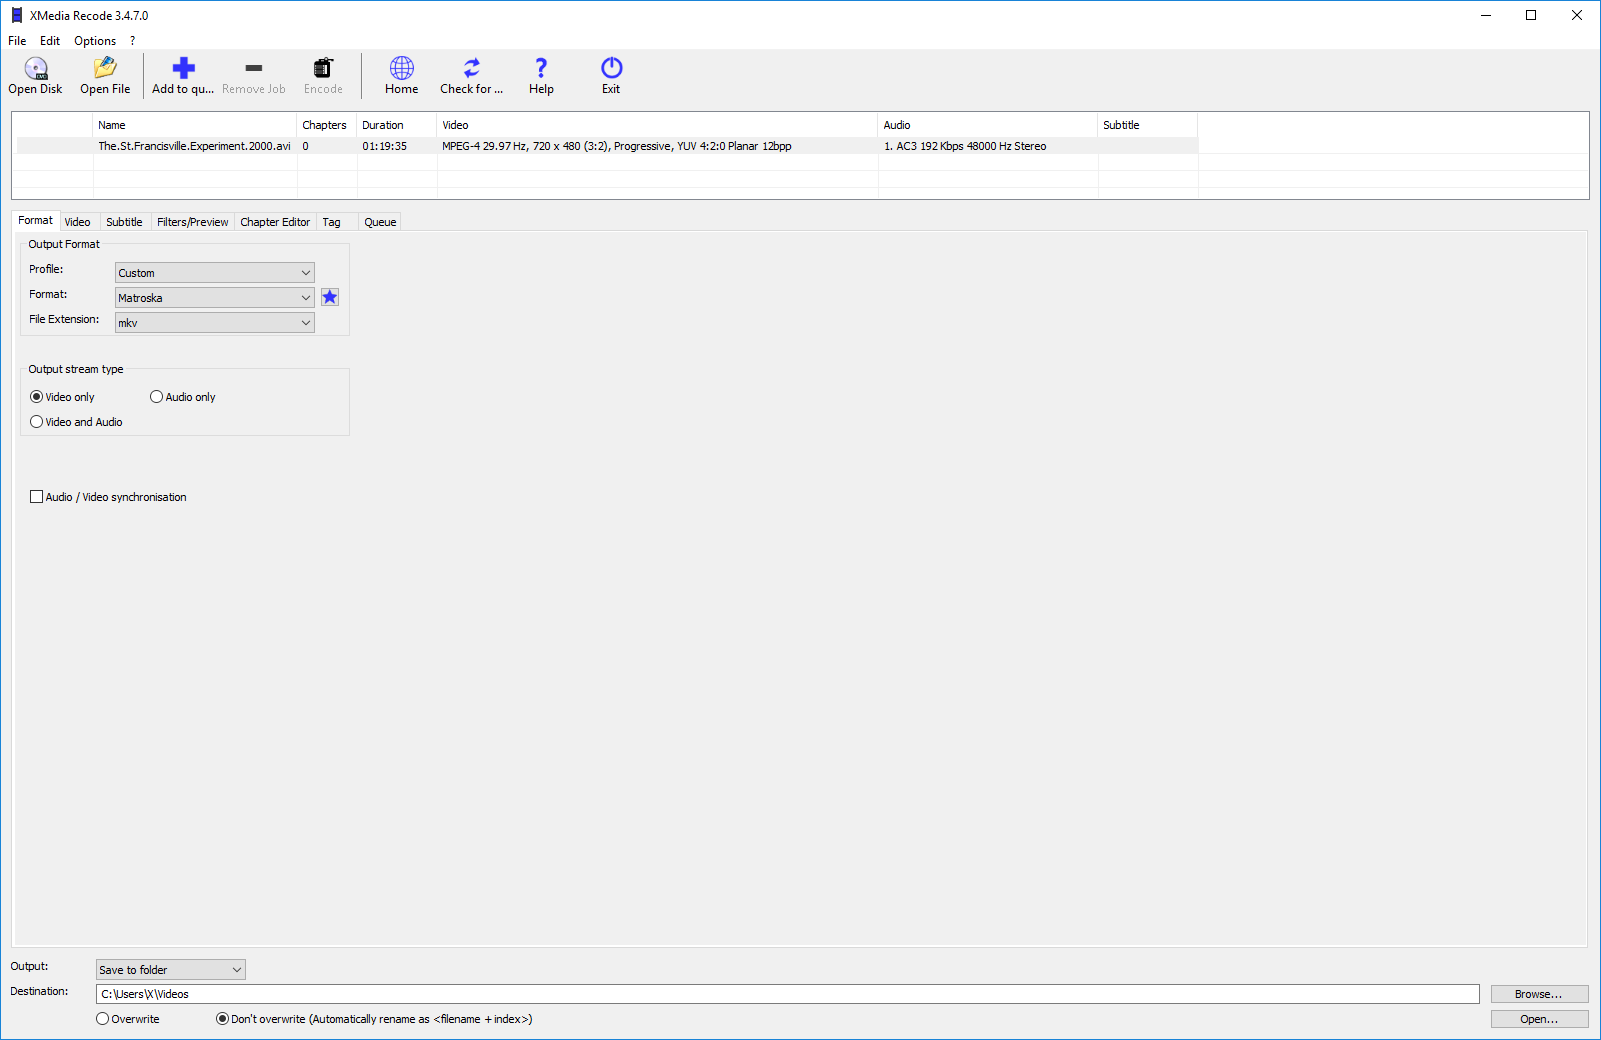 XMedia Recode 3.4.7.0
File Edit Options ?
Open Disk Open File Add to qu... Remove Job Encode Home Check for ... Help Exit
Name Chapters Duration Video Audio Subtitle
The.St.Francisville.Experiment.2000.avi 0 01:19:35 MPEG-4 29.97 Hz, 720 x 480 (3:2), Progressive, YUV 4:2:0 Planar 12bpp 1. AC3 192 Kbps 48000 Hz Stereo
Format Video Subtitle Filters/Preview Chapter Editor Tag Queue
Output Format
Profile: Custom
Format: Matroska
File Extension: mkv
Output stream type
Video only Audio only
Video and Audio
Audio / Video synchronisation
Output: Save to folder
Destination: C:\Users\X\Videos Browse...
Overwrite Don't overwrite (Automatically rename as <filename + index>) Open...